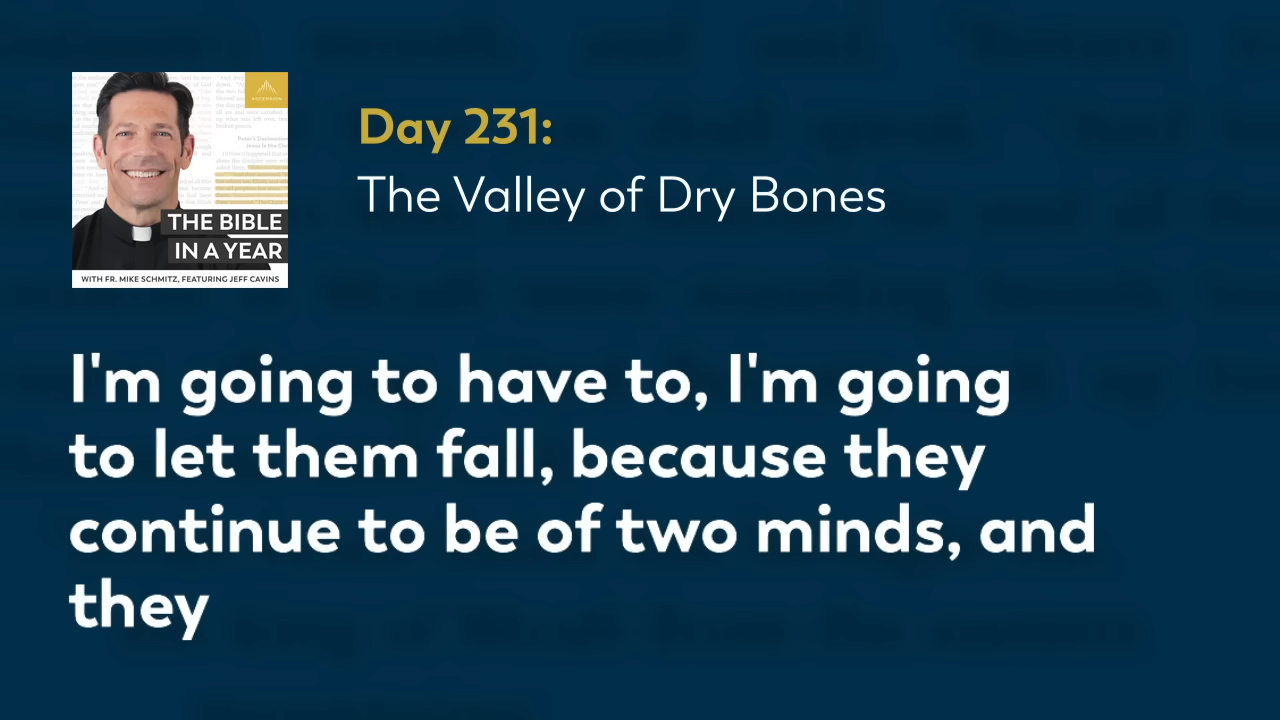 ASCENSION
THE BIBLE
IN A YEAR
WITH FR. MIKE SCHMITZ, FEATURING JEFF CAVINS
Day 231:
The Valley of Dry Bones
I'm going to have to, I'm going
to let them fall, because they
continue to be of two minds, and
they